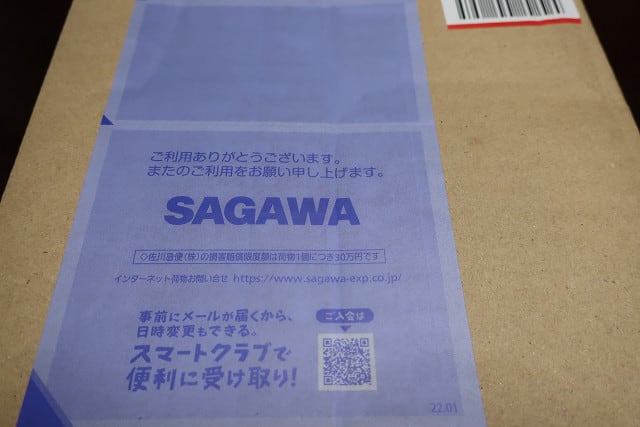 ご利用ありがとうございます。
またのご利用をお願い申し上げます。
SAGAWA
◇佐川急便(株)の損害賠償限度額は荷物1個につき30万円です
インターネット荷物お問い合せ https://www.sagawa-exp.co.jp/
事前にメールが届くから、
日時変更もできる。
スマートクラブで
便利に受け取り!
ご入会は
22.01